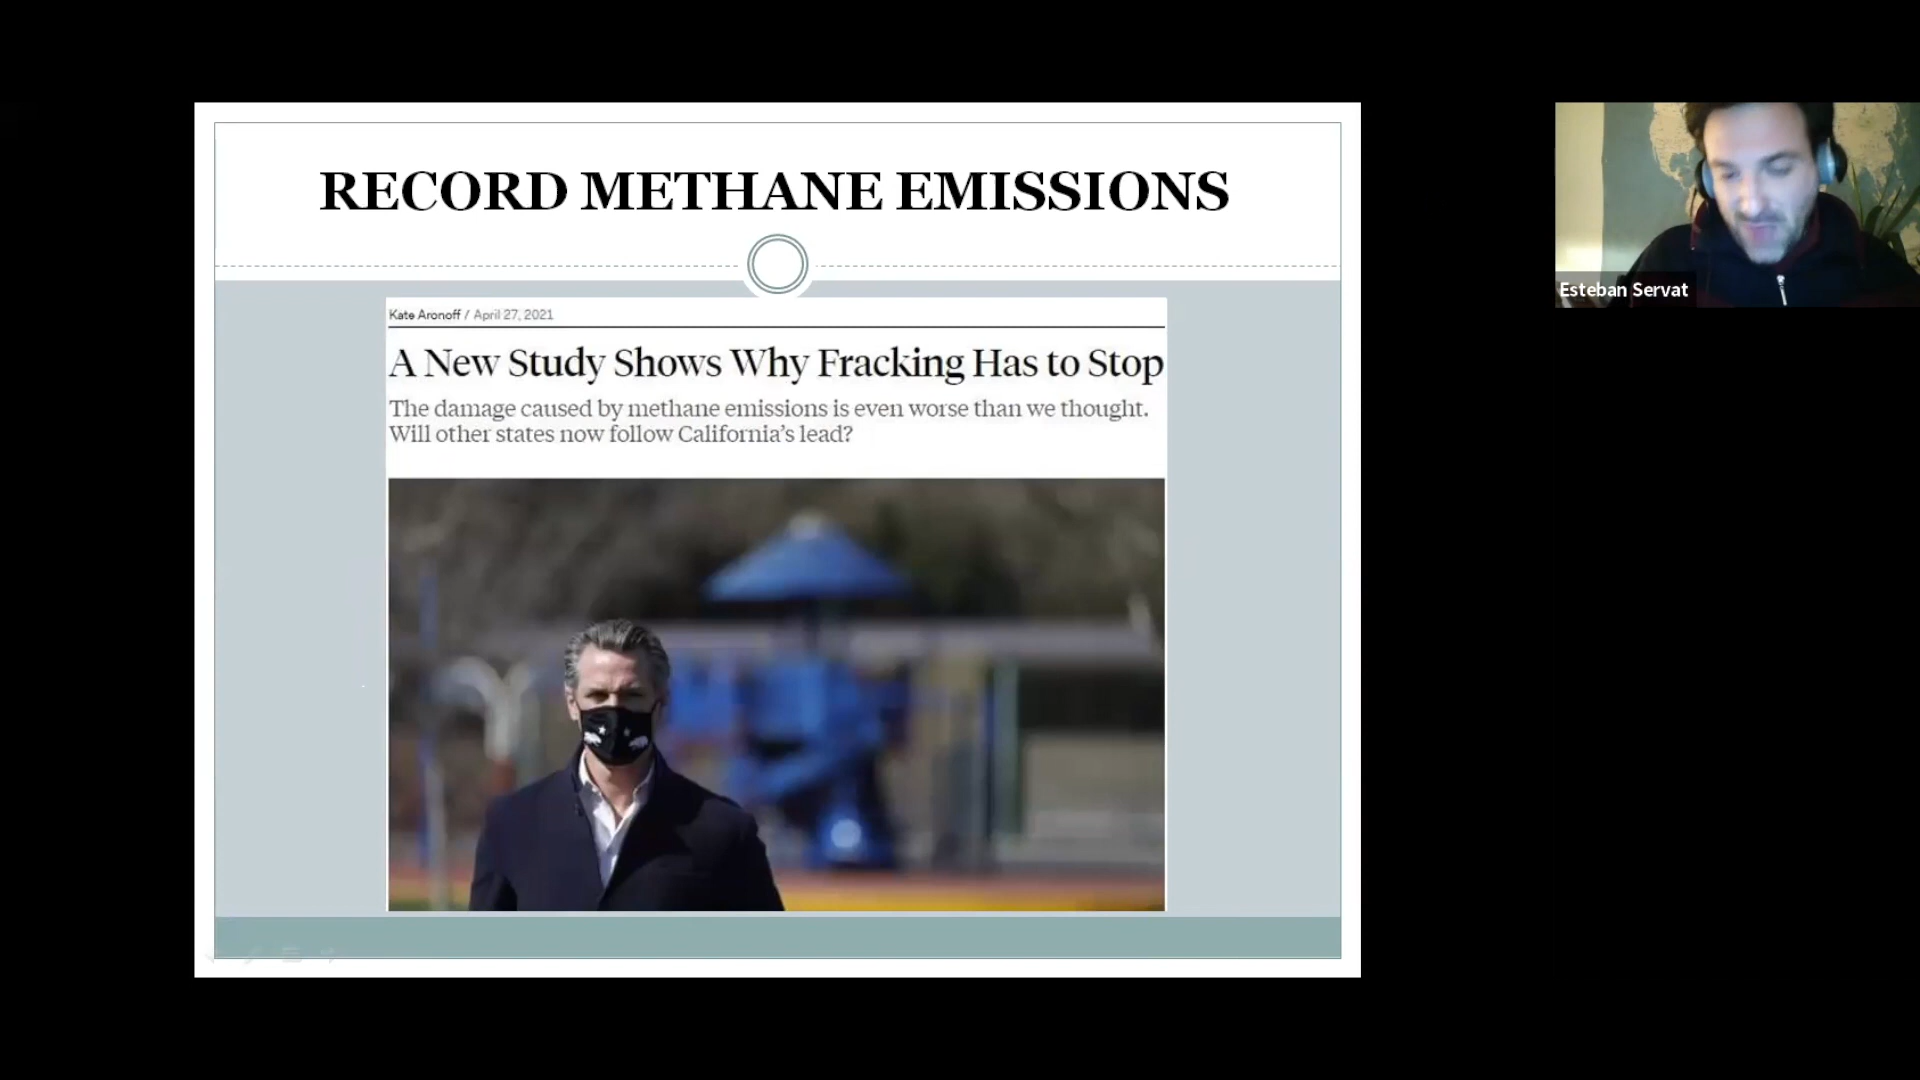 RECORD METHANE EMISSIONS
Kate Aronoff / April 27, 2021
A New Study Shows Why Fracking Has to Stop
The damage caused by methane emissions is even worse than we thought.
Will other states now follow California's lead?
Esteban Servat